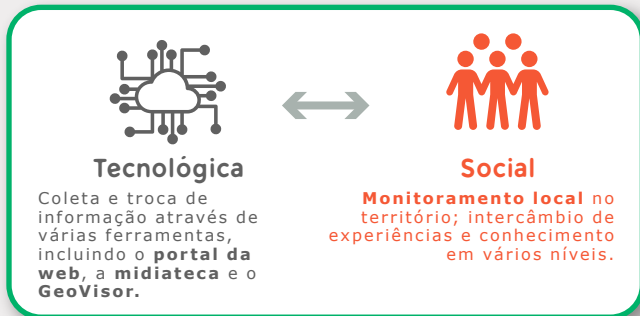 Tecnológica
Coleta e troca de
informação através de
várias ferramentas,
incluindo o portal da
web, a midiateca e o
GeoVisor.
Social
Monitoramento local no
território; intercâmbio de
experiências e conhecimento
em vários níveis.